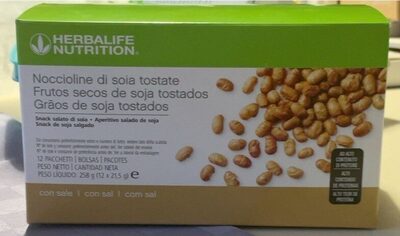 HERBALIFE
NUTRITION®
Noccioline di soia tostate
Frutos secos de soja tostados
Grãos de soja tostados
Snack salato di soia • Aperitivo salado de soja
Snack de soja salgado
12 PACCHETTI | BOLSAS | PACOTES
PESO NETTO | CANTIDAD NETA
PESO LÍQUIDO: 258 g (12 x 21,5 g) e
AD ALTO
CONTENUTO
DI PROTEINE
ALTO
CONTENIDO
DE PROTEÍNAS
ALTO TEOR DE
PROTEÍNA
con sale | con sal | com sal